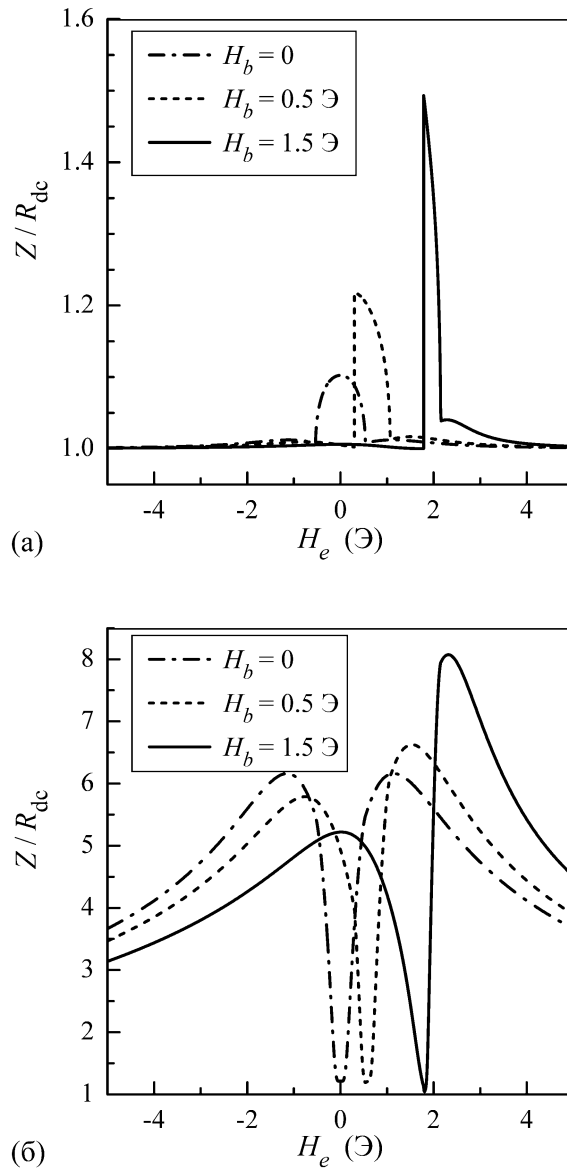 1.6
1.4
1.2
1.0
Z / R_dc
H_b = 0
H_b = 0.5 Э
H_b = 1.5 Э
-4 -2 0 2 4
(а) H_e (Э)
8
7
6
5
4
3
2
1
Z / R_dc
H_b = 0
H_b = 0.5 Э
H_b = 1.5 Э
-4 -2 0 2 4
(б) H_e (Э)